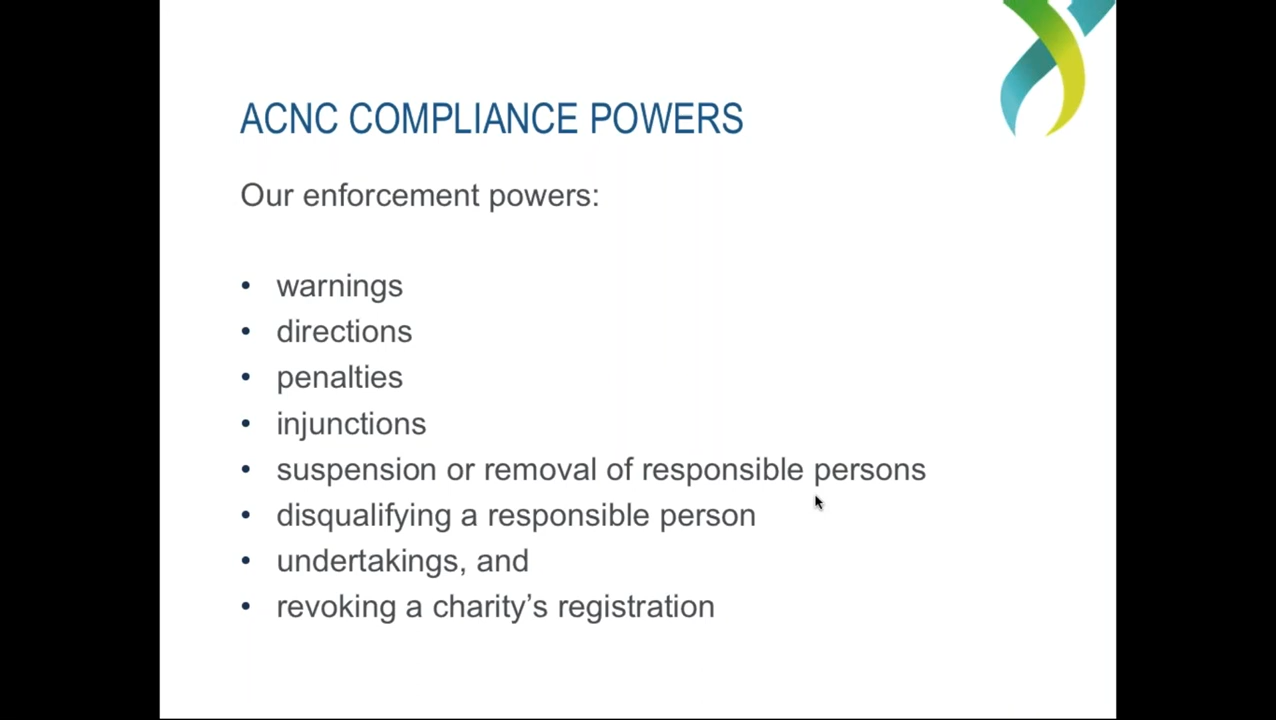 ACNC COMPLIANCE POWERS
Our enforcement powers:
• warnings
• directions
• penalties
• injunctions
• suspension or removal of responsible persons
• disqualifying a responsible person
• undertakings, and
• revoking a charity’s registration